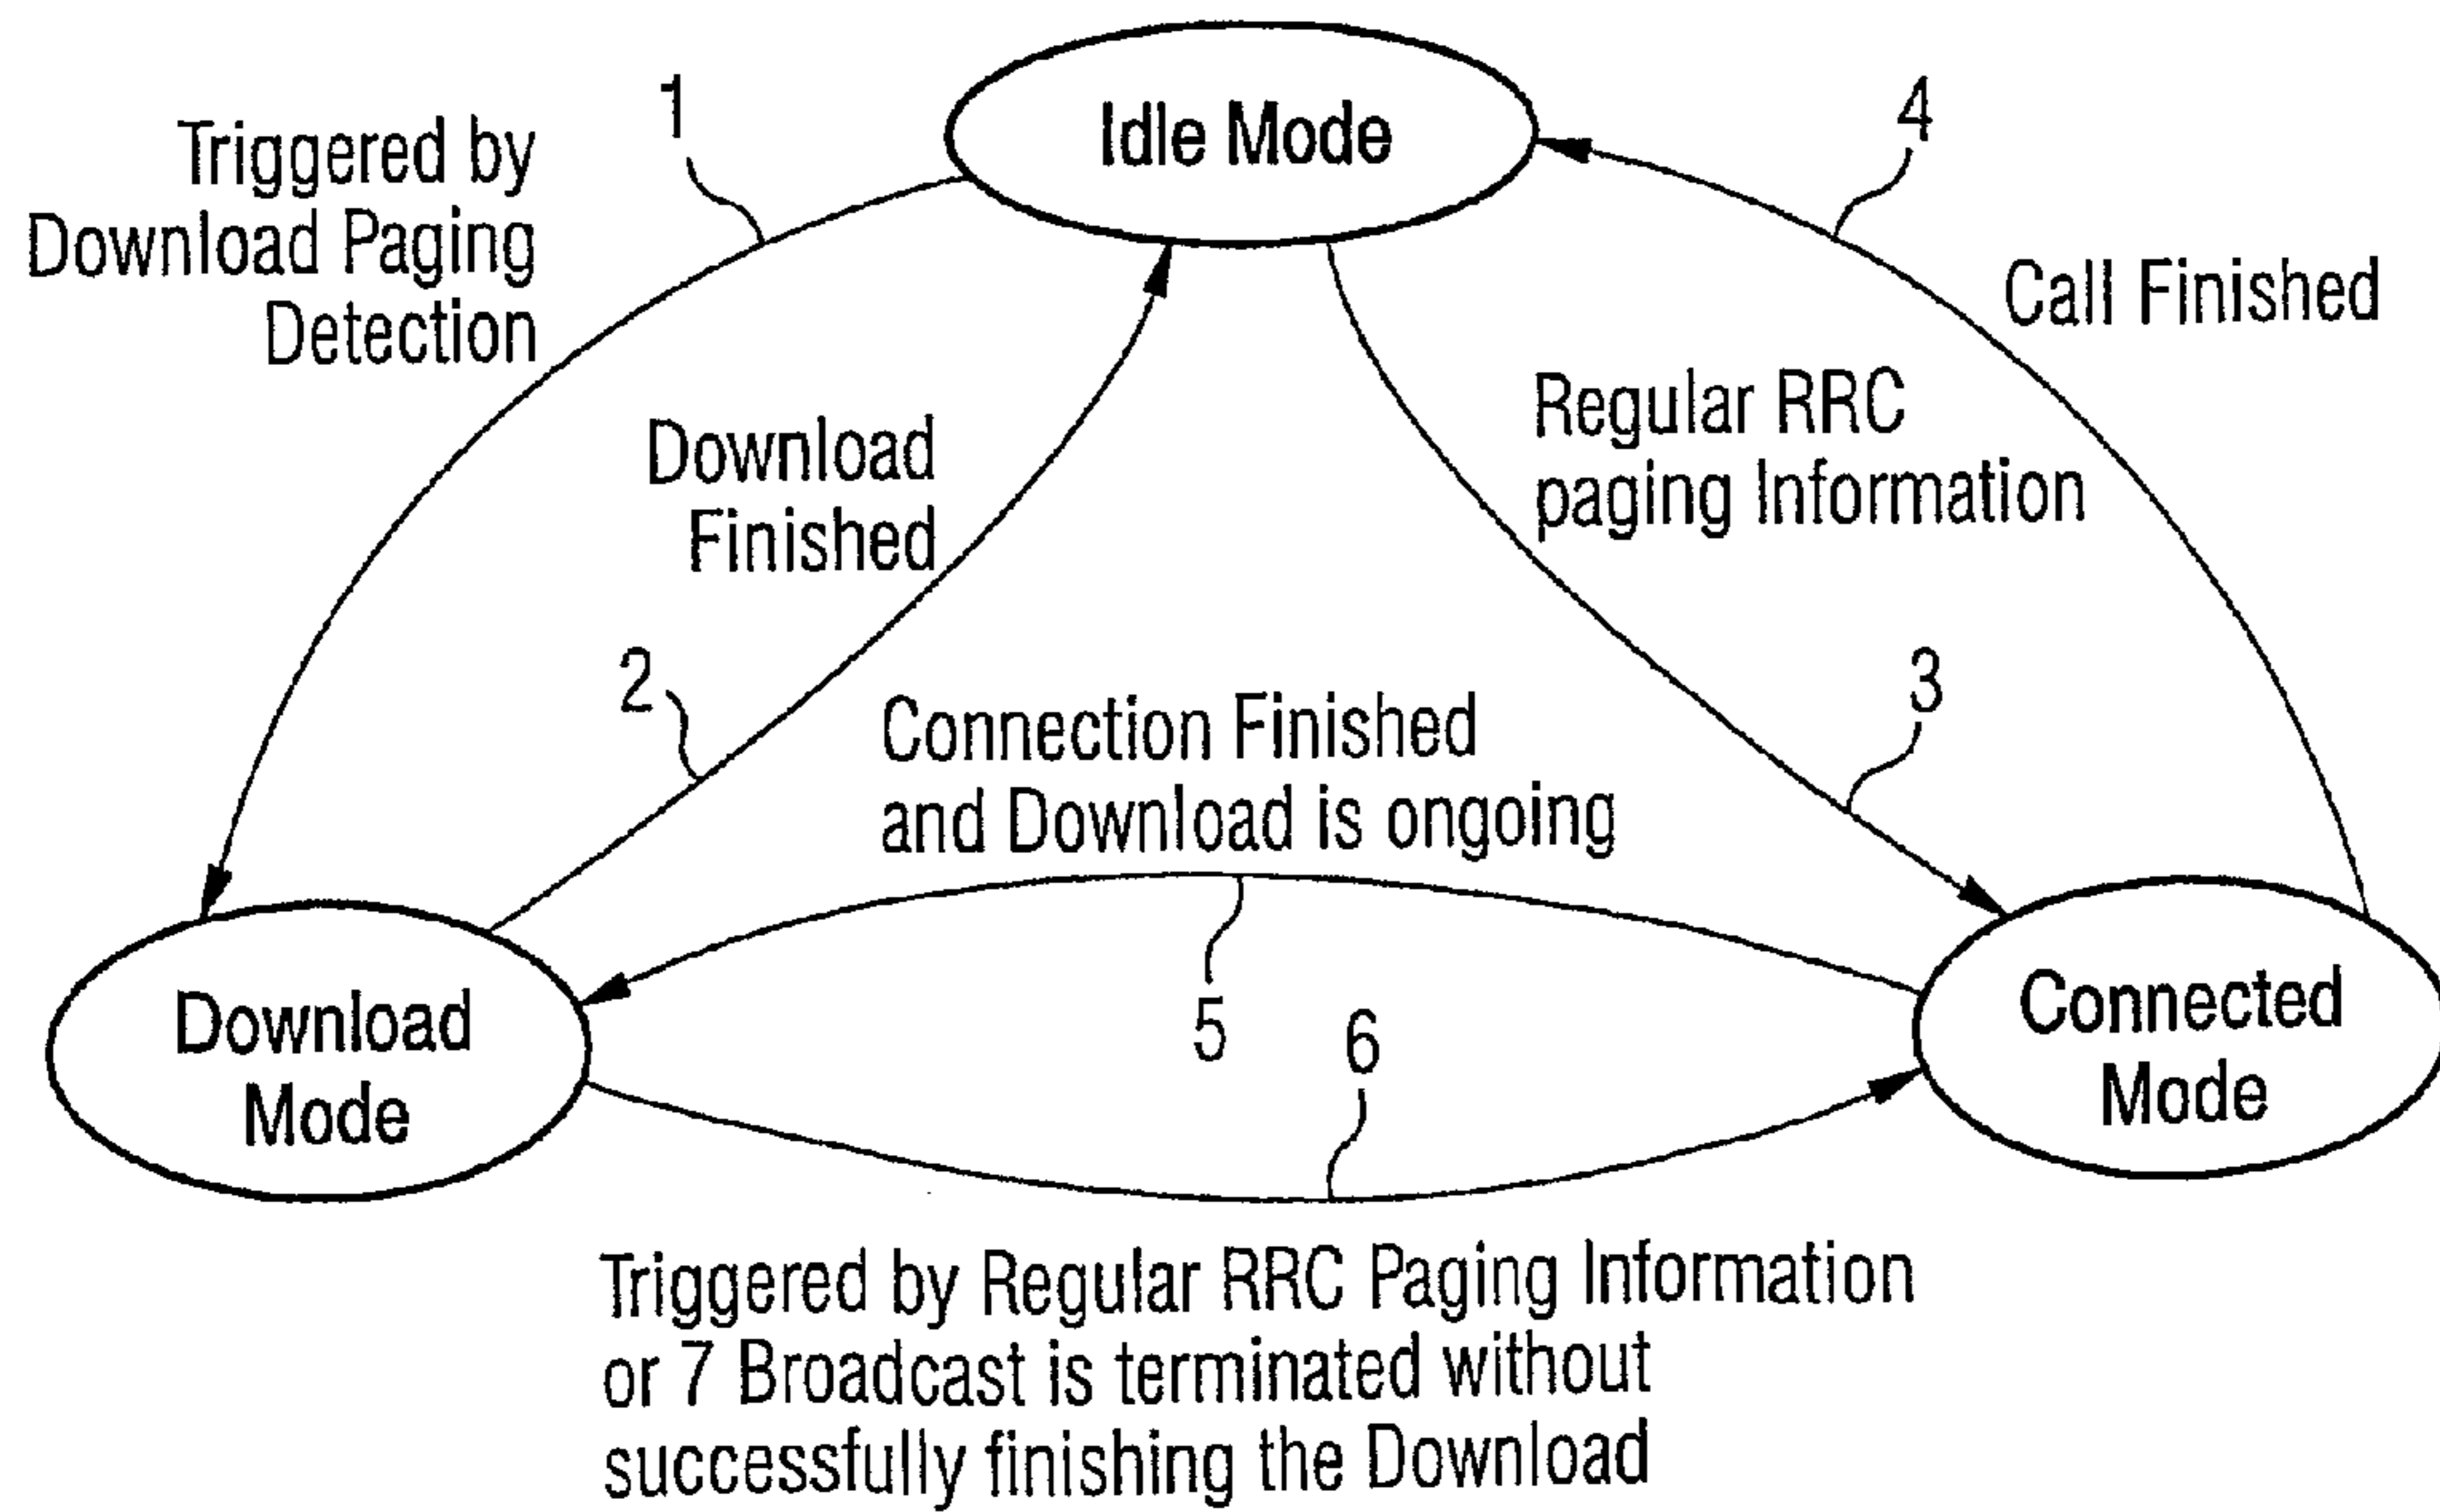 Idle Mode
1
Triggered by
Download Paging
Detection
4
Call Finished
Download
Finished
Regular RRC
paging Information
2
3
Connection Finished
and Download is ongoing
Download
Mode
5
6
Connected
Mode
Triggered by Regular RRC Paging Information
or 7 Broadcast is terminated without
successfully finishing the Download